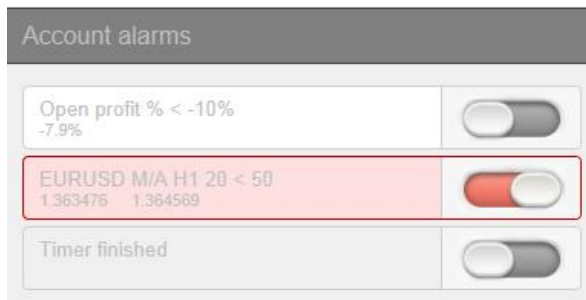 Account alarms
Open profit % < -10%
-7.9%
EURUSD M/A H1 20 < 50
1.363476 1.364569
Timer finished